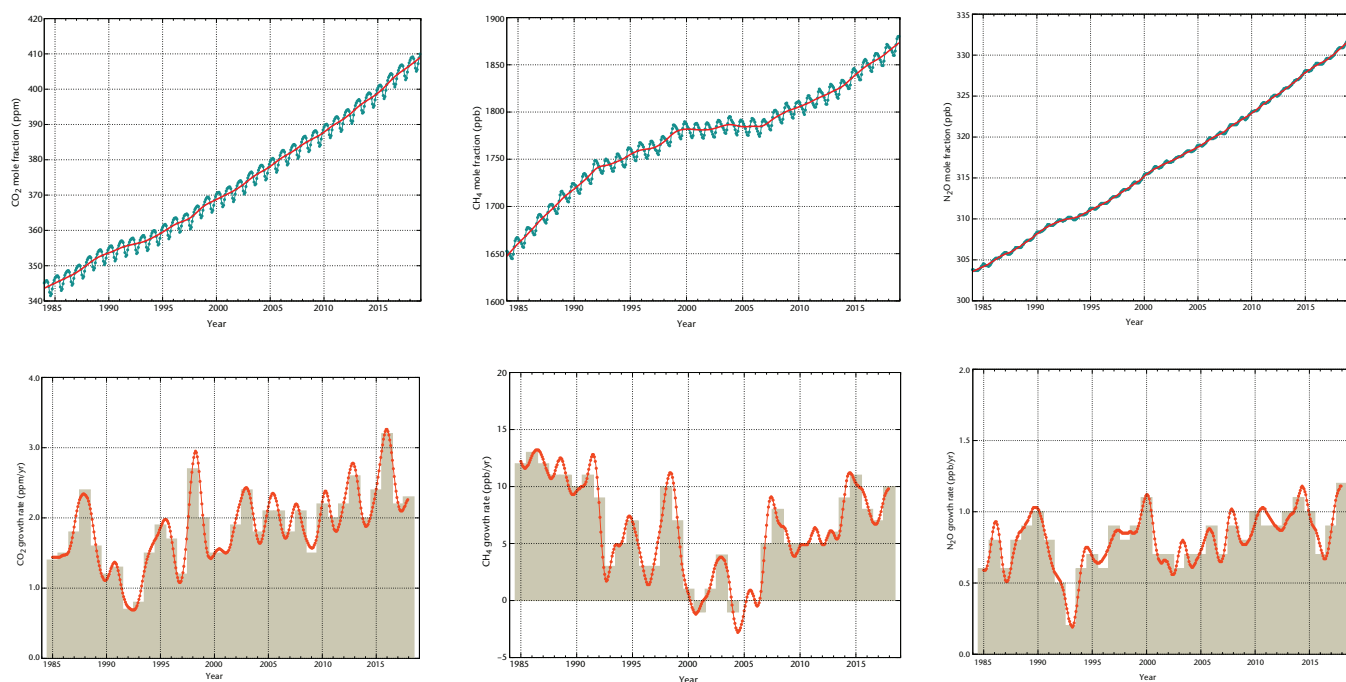 CO2 mole fraction (ppm)
420
410
400
390
380
370
360
350
340
1985 1990 1995 2000 2005 2010 2015
Year
CH4 mole fraction (ppb)
1900
1850
1800
1750
1700
1650
1600
1985 1990 1995 2000 2005 2010 2015
Year
N2O mole fraction (ppb)
335
330
325
320
315
310
305
300
1985 1990 1995 2000 2005 2010 2015
Year
CO2 growth rate (ppm/yr)
4.0
3.0
2.0
1.0
0.0
1985 1990 1995 2000 2005 2010 2015
Year
CH4 growth rate (ppb/yr)
20
15
10
5
0
−5
1985 1990 1995 2000 2005 2010 2015
Year
N2O growth rate (ppb/yr)
2.0
1.5
1.0
0.5
0.0
1985 1990 1995 2000 2005 2010 2015
Year